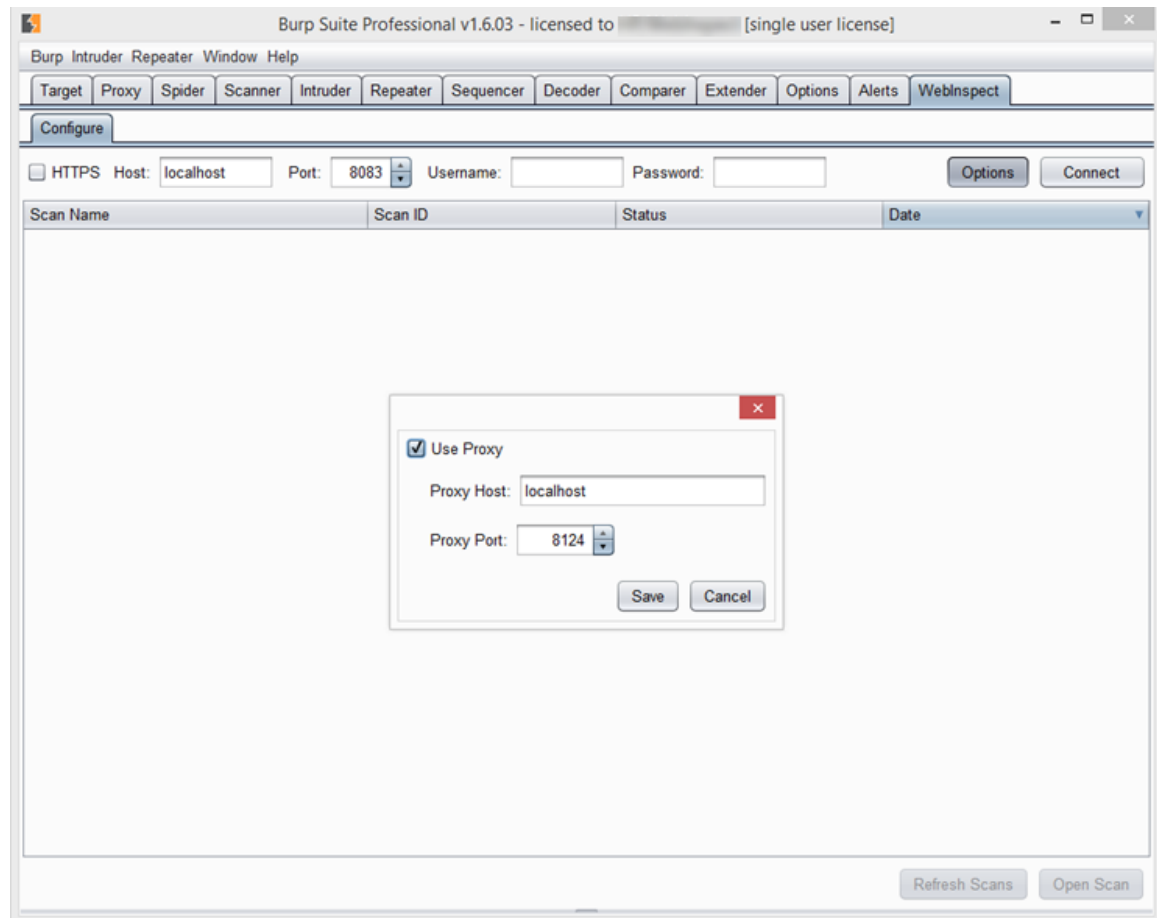 Burp Suite Professional v1.6.03 - licensed to [single user license]
Burp Intruder Repeater Window Help
Target Proxy Spider Scanner Intruder Repeater Sequencer Decoder Comparer Extender Options Alerts WebInspect
Configure
HTTPS Host: localhost Port: 8083 Username: Password: Options Connect
Scan Name Scan ID Status Date
Use Proxy
Proxy Host: localhost
Proxy Port: 8124
Save Cancel
Refresh Scans Open Scan